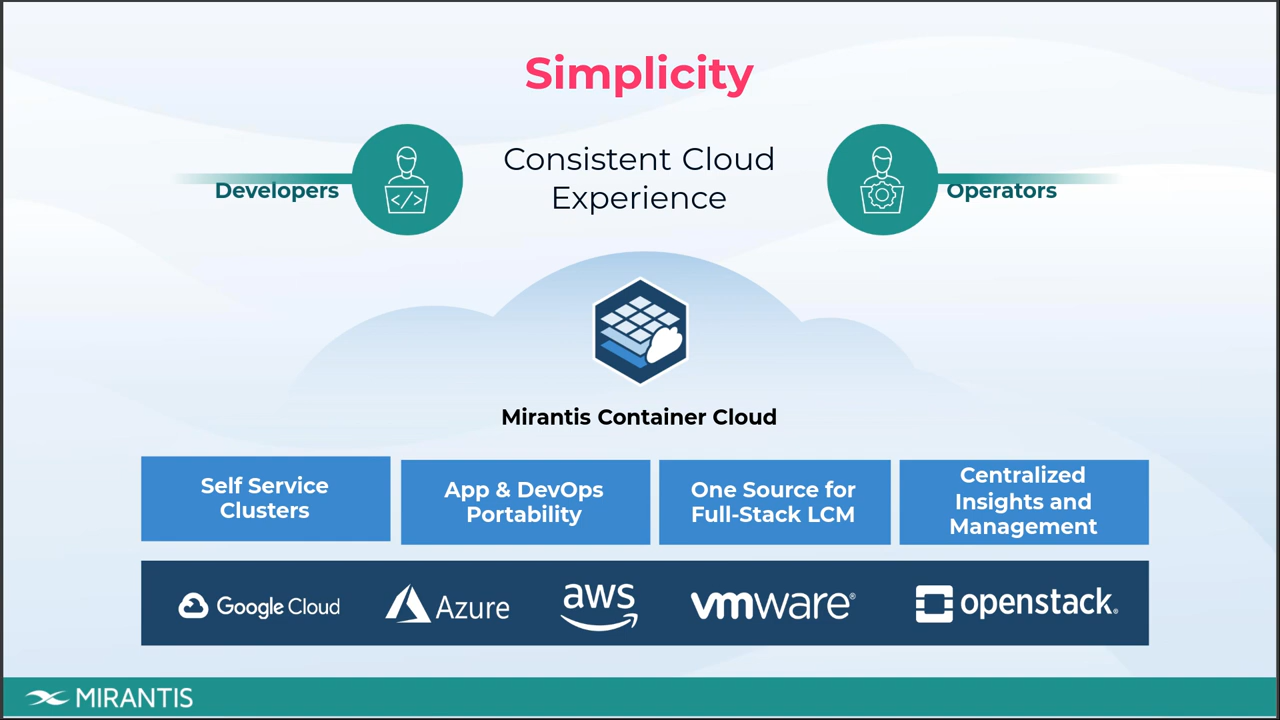 Simplicity
Developers
Consistent Cloud
Experience
Operators
</>
Mirantis Container Cloud
Self Service
Clusters
App & DevOps
Portability
One Source for
Full-Stack LCM
Centralized
Insights and
Management
Google Cloud
Azure
aws
vmware®
openstack.
MIRANTIS